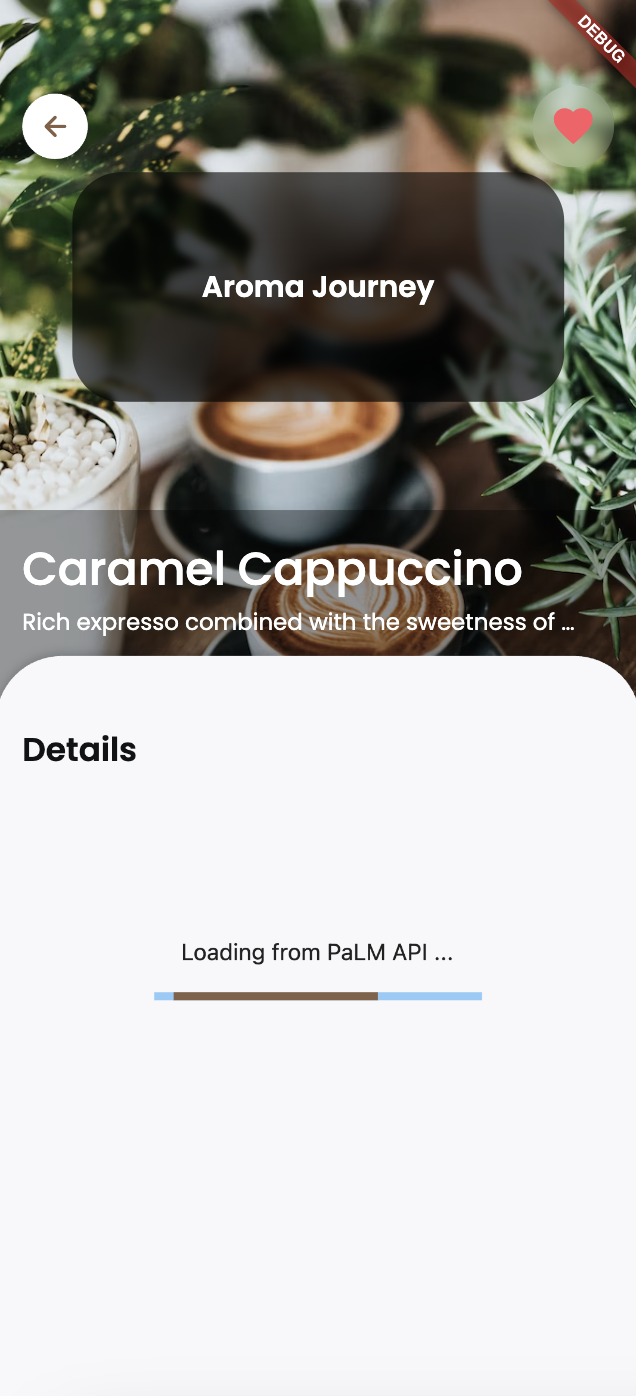 DEBUG
Aroma Journey
Caramel Cappuccino
Rich expresso combined with the sweetness of ...
Details
Loading from PaLM API ...